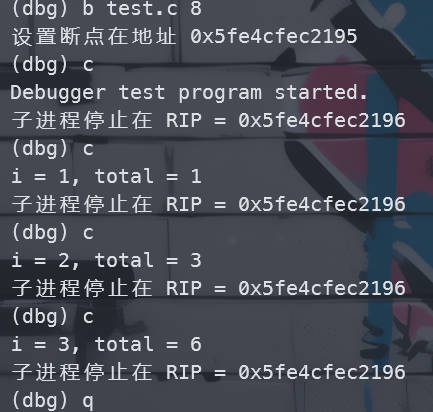 (dbg) b test.c 8
设置断点在地址 0x5fe4cfec2195
(dbg) c
Debugger test program started.
子进程停止在 RIP = 0x5fe4cfec2196
(dbg) c
i = 1, total = 1
子进程停止在 RIP = 0x5fe4cfec2196
(dbg) c
i = 2, total = 3
子进程停止在 RIP = 0x5fe4cfec2196
(dbg) c
i = 3, total = 6
子进程停止在 RIP = 0x5fe4cfec2196
(dbg) q